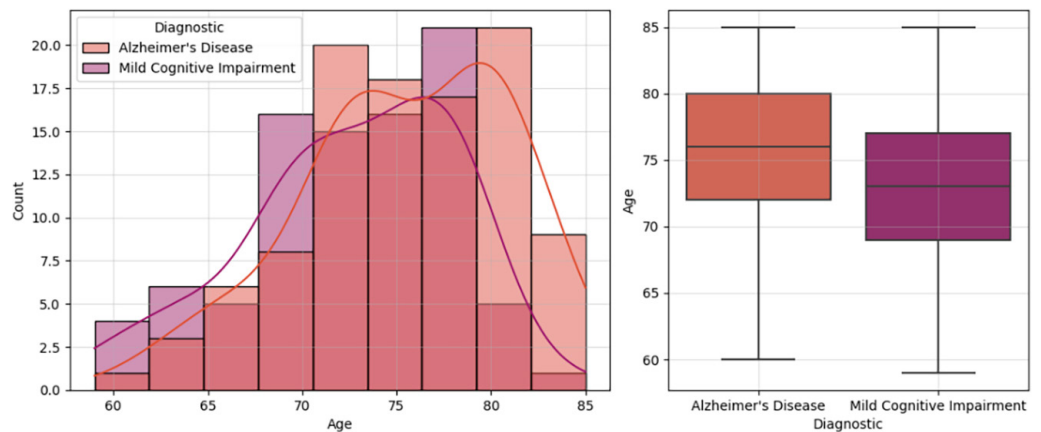 Diagnostic
Alzheimer's Disease
Mild Cognitive Impairment
20.0
17.5
15.0
12.5
10.0
7.5
5.0
2.5
0.0
Count
60 65 70 75 80 85
Age
85
80
75
70
65
60
Age
Alzheimer's Disease Mild Cognitive Impairment
Diagnostic